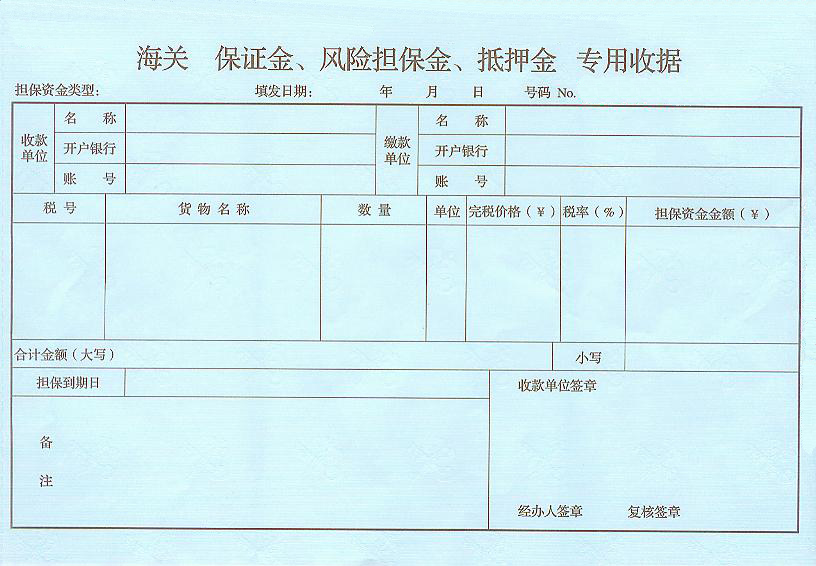 海关 保证金、风险担保金、抵押金 专用收据
担保资金类型： 填发日期： 年 月 日 号码 No.
收款单位 名 称 缴款单位 名 称
开户银行 开户银行
账 号 账 号
税 号 货 物 名 称 数 量 单位 完税价格（￥） 税率（%） 担保资金金额（￥）
合计金额（大写） 小写
担保到期日 收款单位签章
备
注
经办人签章 复核签章